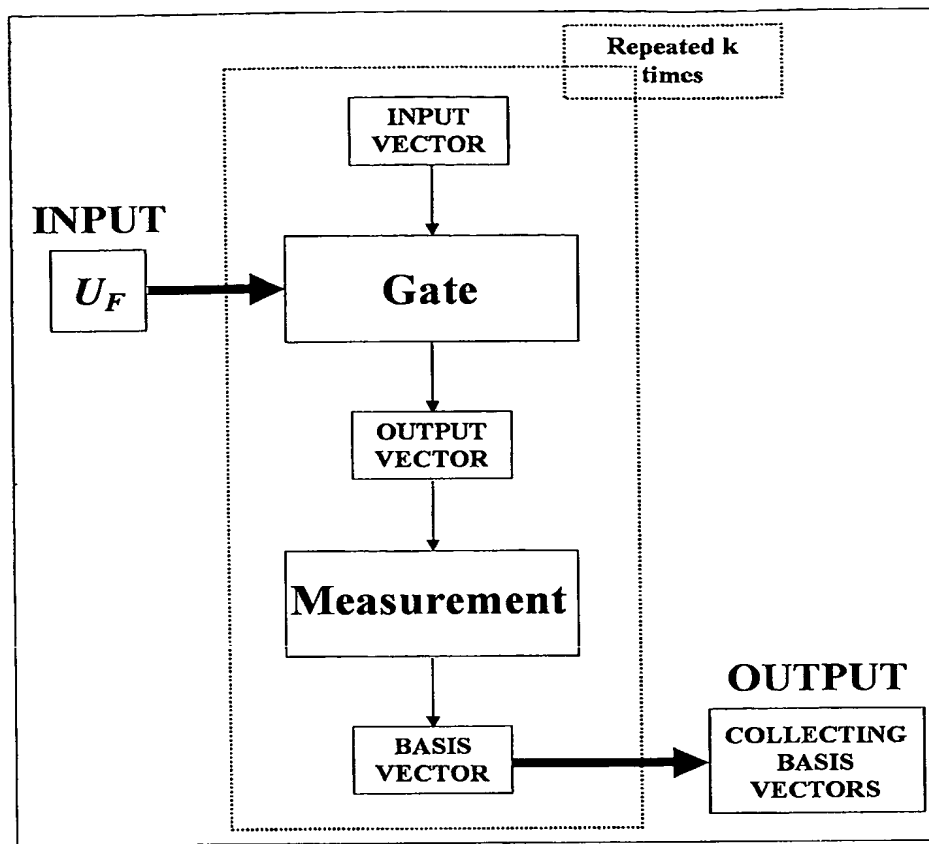 Repeated k
times
INPUT
VECTOR
INPUT
U_F
Gate
OUTPUT
VECTOR
Measurement
OUTPUT
BASIS
VECTOR
COLLECTING
BASIS
VECTORS